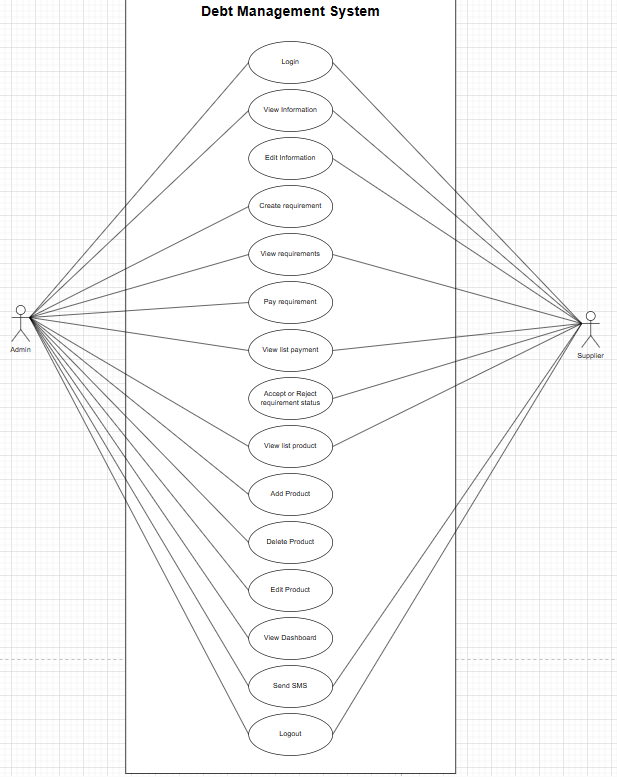 Debt Management System
Login
View Information
Edit Information
Create requirement
View requirements
Pay requirement
Admin
Supplier
View list payment
Accept or Reject
requirement status
View list product
Add Product
Delete Product
Edit Product
View Dashboard
Send SMS
Logout